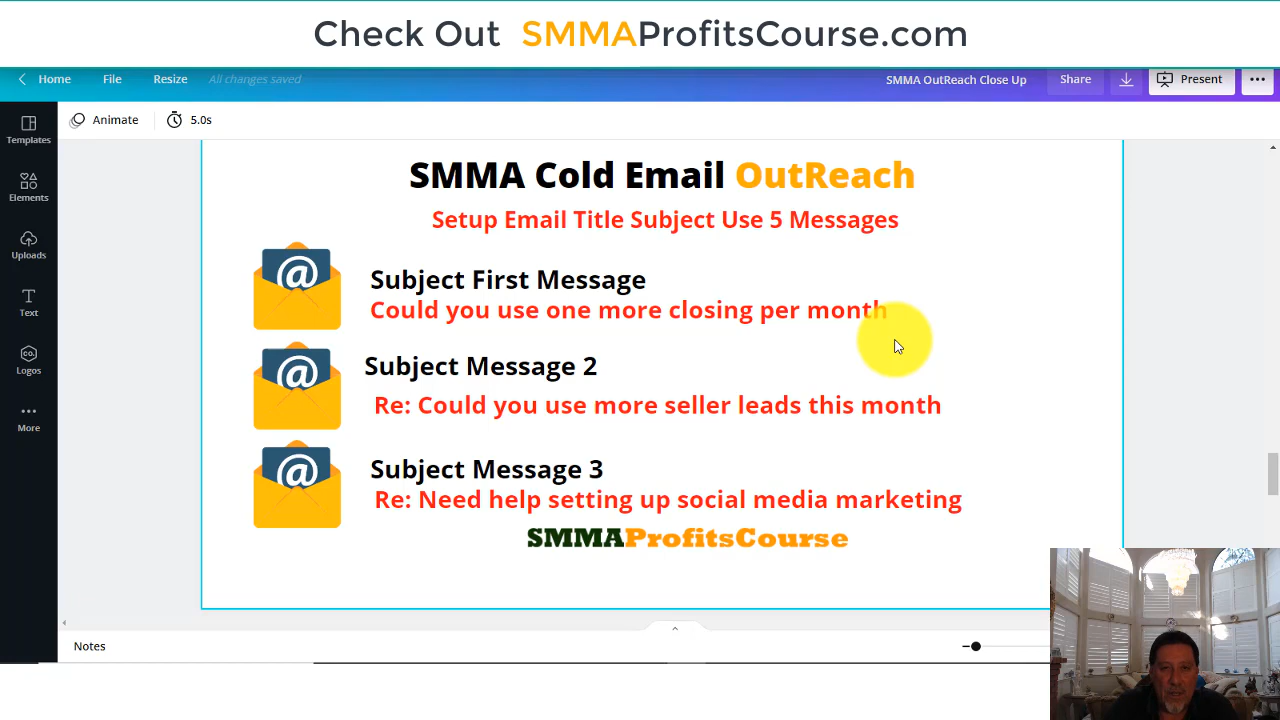 Check Out SMMAProfitsCourse.com
Home File Resize All changes saved SMMA OutReach Close Up Share Present
Animate 5.0s
Templates
Elements
Uploads
Text
CO.
Logos
More
SMMA Cold Email OutReach
Setup Email Title Subject Use 5 Messages
@
Subject First Message
Could you use one more closing per month
@
Subject Message 2
Re: Could you use more seller leads this month
@
Subject Message 3
Re: Need help setting up social media marketing
SMMAProfitsCourse
Notes